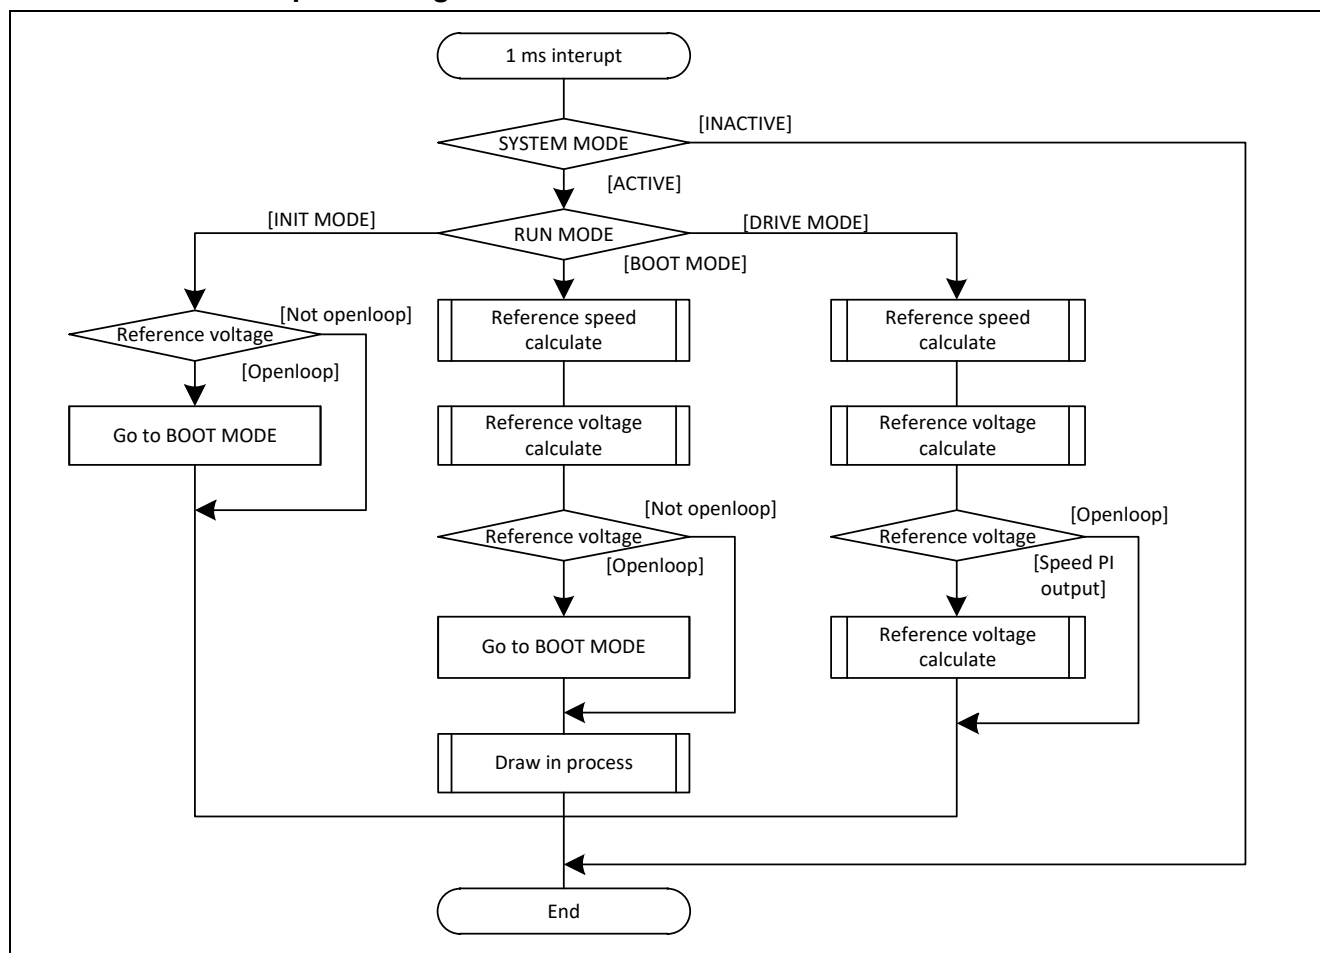 1 ms interupt
SYSTEM MODE
[INACTIVE]
[ACTIVE]
RUN MODE
[INIT MODE]
[DRIVE MODE]
[BOOT MODE]
Reference voltage
[Not openloop]
[Openloop]
Go to BOOT MODE
Reference speed
calculate
Reference voltage
calculate
Reference voltage
[Not openloop]
[Openloop]
Go to BOOT MODE
Draw in process
Reference speed
calculate
Reference voltage
calculate
Reference voltage
[Openloop]
[Speed PI
output]
Reference voltage
calculate
End